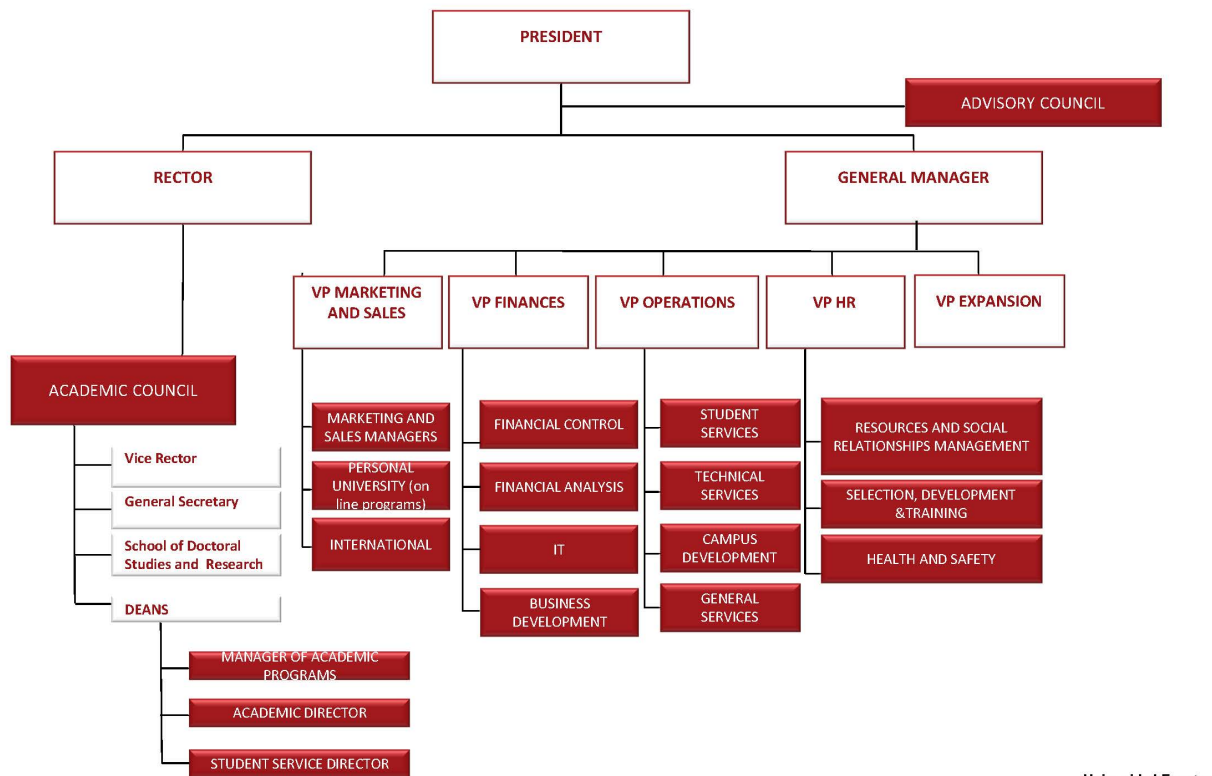 PRESIDENT
ADVISORY COUNCIL
RECTOR
GENERAL MANAGER
VP MARKETING
AND SALES
VP FINANCES
VP OPERATIONS
VP HR
VP EXPANSION
ACADEMIC COUNCIL
Vice Rector
General Secretary
School of Doctoral
Studies and Research
DEANS
MANAGER OF ACADEMIC
PROGRAMS
ACADEMIC DIRECTOR
STUDENT SERVICE DIRECTOR
MARKETING AND
SALES MANAGERS
PERSONAL
UNIVERSITY (on
line programs)
INTERNATIONAL
FINANCIAL CONTROL
FINANCIAL ANALYSIS
IT
BUSINESS
DEVELOPMENT
STUDENT
SERVICES
TECHNICAL
SERVICES
CAMPUS
DEVELOPMENT
GENERAL
SERVICES
RESOURCES AND SOCIAL
RELATIONSHIPS MANAGEMENT
SELECTION, DEVELOPMENT
&TRAINING
HEALTH AND SAFETY